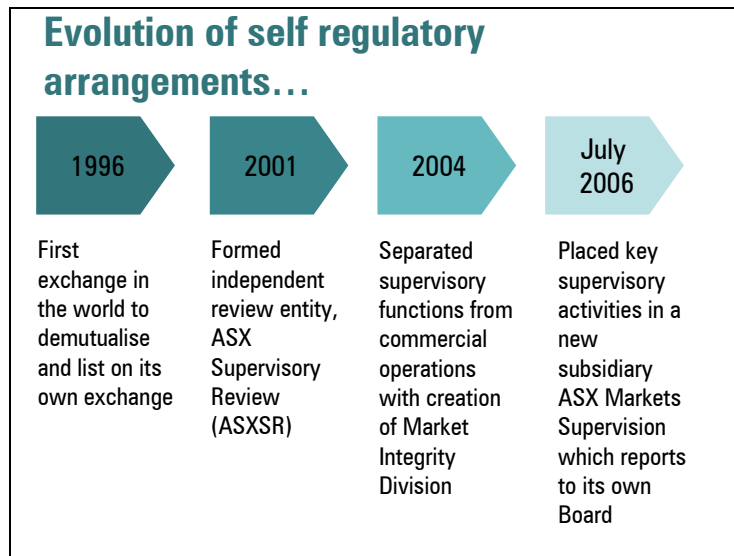 Evolution of self regulatory
arrangements…
1996
2001
2004
July
2006
First
exchange in
the world to
demutualise
and list on its
own exchange
Formed
independent
review entity,
ASX
Supervisory
Review
(ASXSR)
Separated
supervisory
functions from
commercial
operations
with creation
of Market
Integrity
Division
Placed key
supervisory
activities in a
new
subsidiary
ASX Markets
Supervision
which reports
to its own
Board